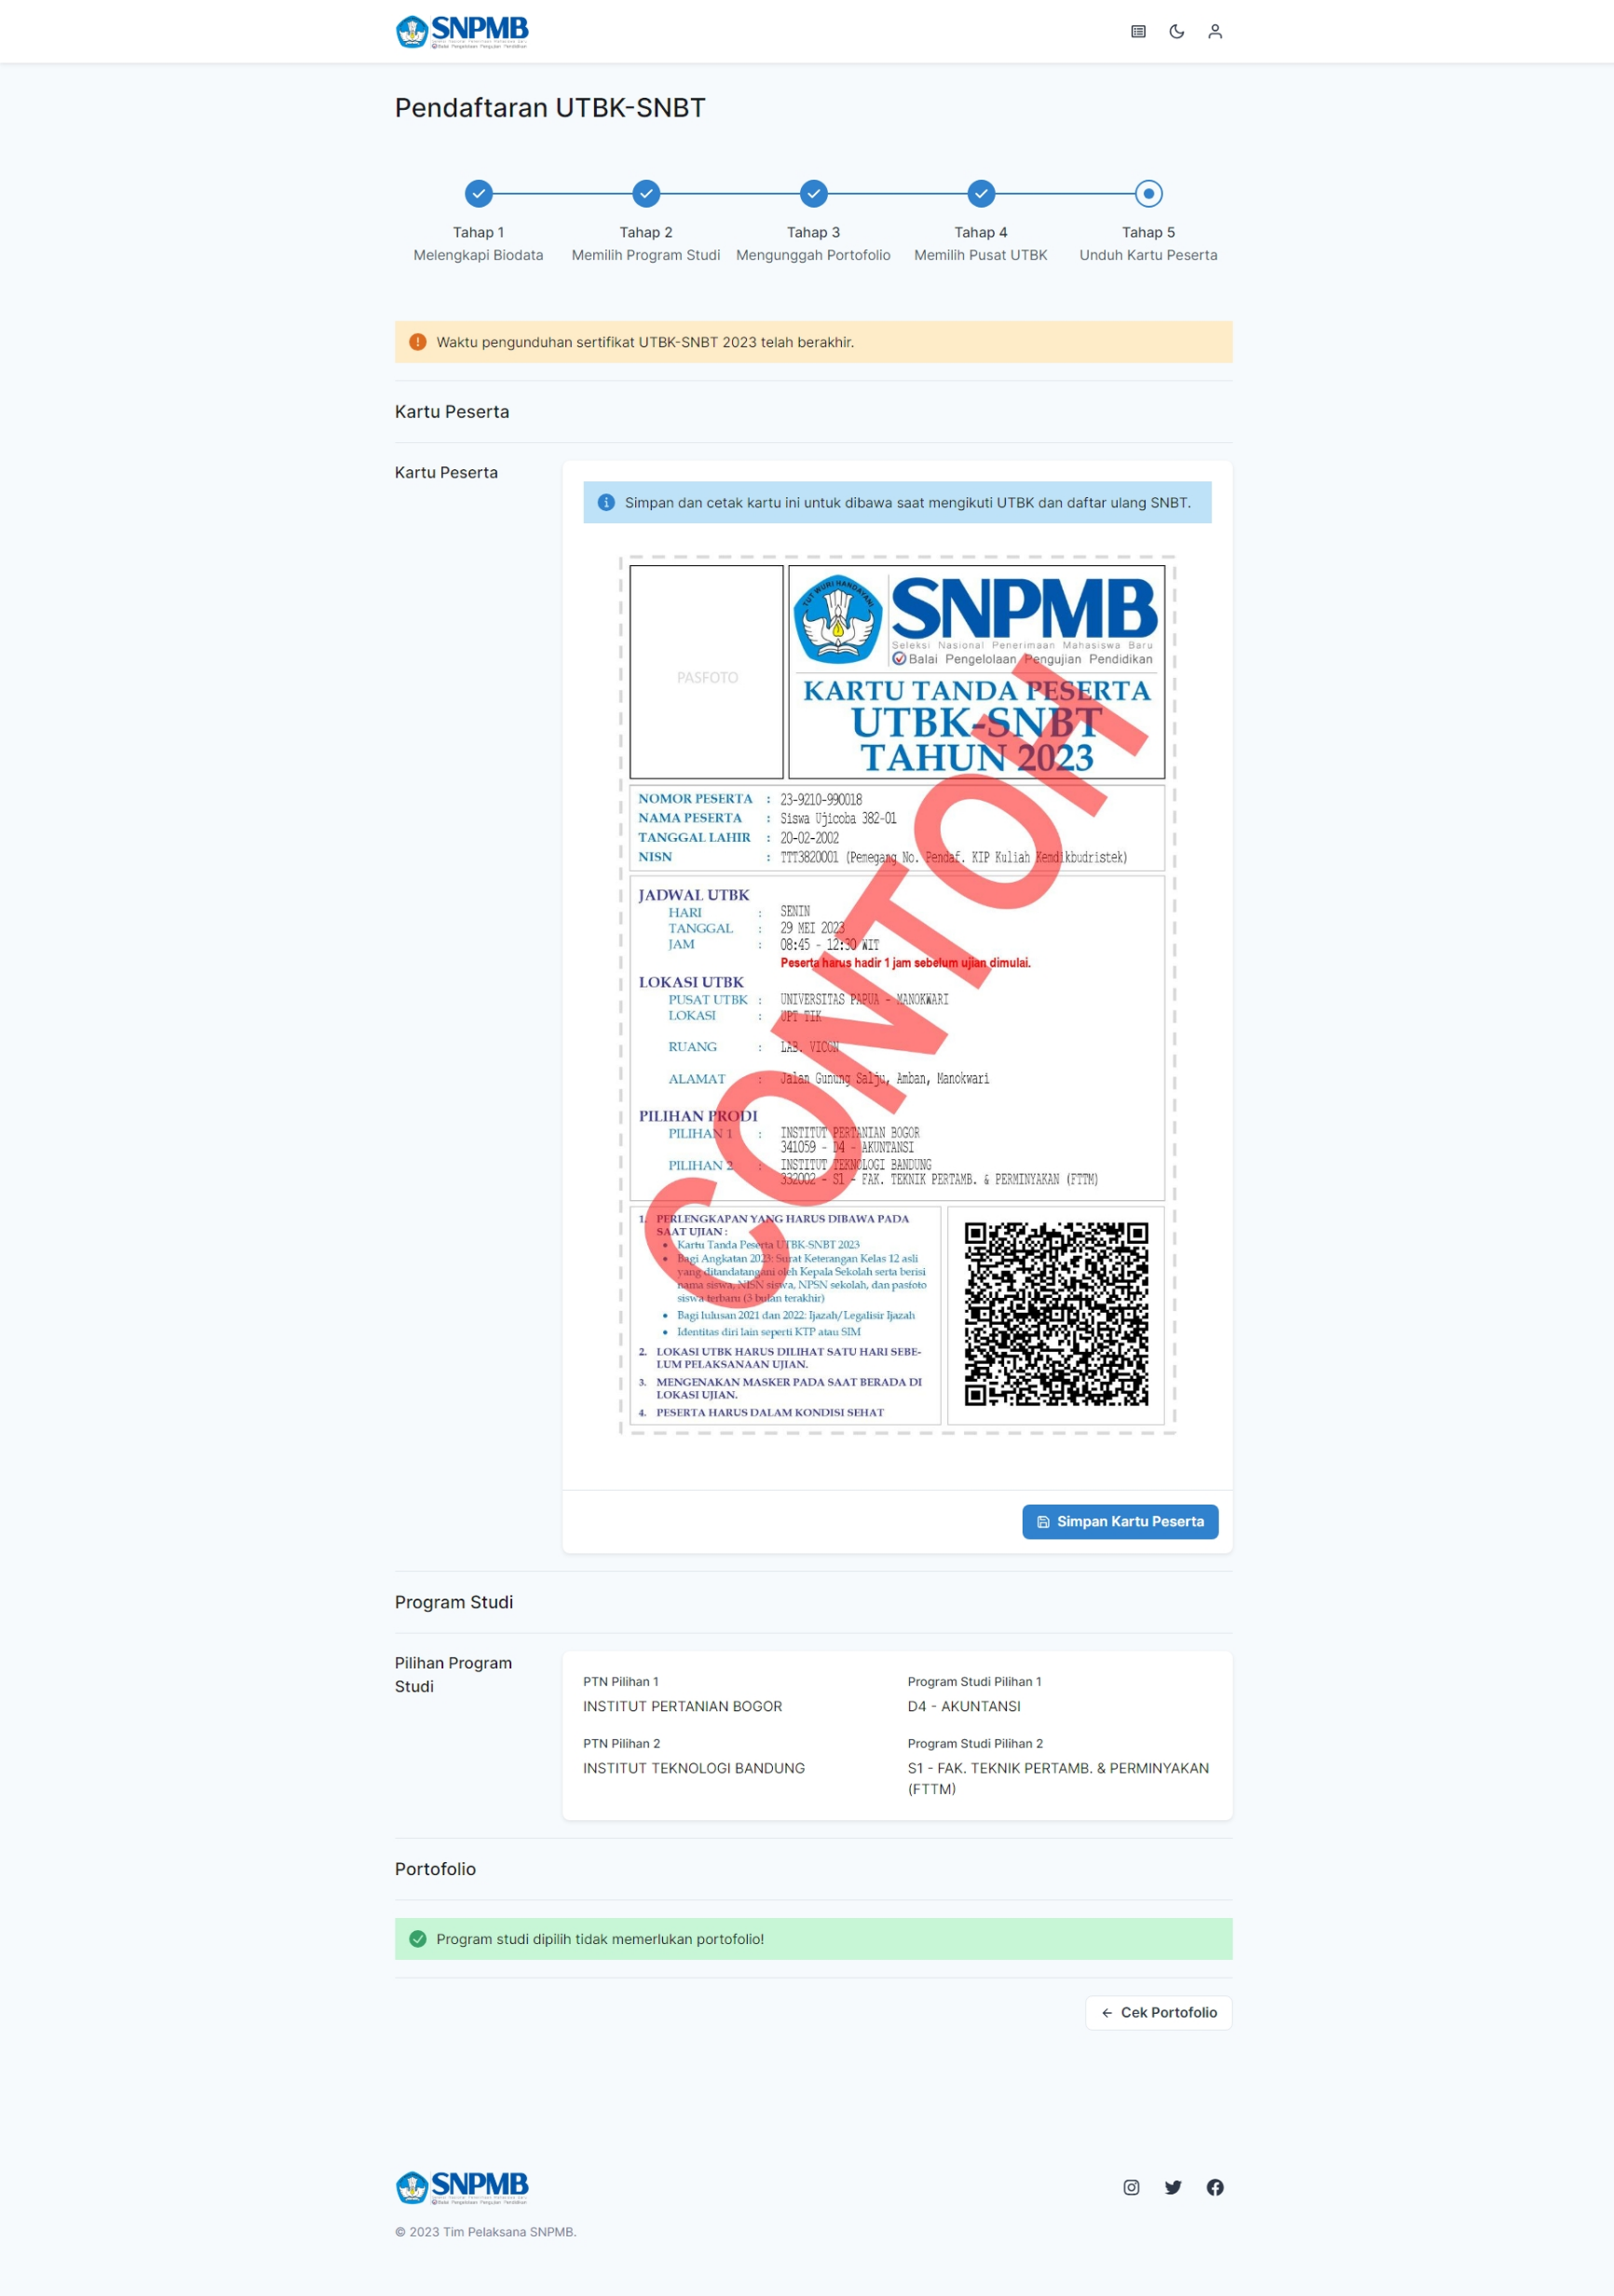 SNPMB
Pendaftaran UTBK-SNBT
Tahap 1
Melengkapi Biodata
Tahap 2
Memilih Program Studi
Tahap 3
Mengunggah Portofolio
Tahap 4
Memilih Pusat UTBK
Tahap 5
Unduh Kartu Peserta
Waktu pengunduhan sertifikat UTBK-SNBT 2023 telah berakhir.
Kartu Peserta
Kartu Peserta
Simpan dan cetak kartu ini untuk dibawa saat mengikuti UTBK dan daftar ulang SNBT.
PASFOTO
TUT WURI HANDAYANI
SNPMB
Seleksi Nasional Penerimaan Mahasiswa Baru
Balai Pengelolaan Pengujian Pendidikan
KARTU TANDA PESERTA
UTBK-SNBT
TAHUN 2023
CONTOH
NOMOR PESERTA : 23-9210-990018
NAMA PESERTA : Siswa Ujicoba 382-01
TANGGAL LAHIR : 20-02-2002
NISN : TTT3820001 (Pemegang No. Pendaf. KIP Kuliah Kemdikbudristek)
JADWAL UTBK
HARI : SENIN
TANGGAL : 29 MEI 2023
JAM : 08:45 - 12:30 WIT
Peserta harus hadir 1 jam sebelum ujian dimulai.
LOKASI UTBK
PUSAT UTBK : UNIVERSITAS PAPUA - MANOKWARI
LOKASI : UPT TIK
RUANG : LAB. VICON
ALAMAT : Jalan Gunung Salju, Amban, Manokwari
PILIHAN PRODI
PILIHAN 1 : INSTITUT PERTANIAN BOGOR
341059 - D4 - AKUNTANSI
PILIHAN 2 : INSTITUT TEKNOLOGI BANDUNG
332002 - S1 - FAK. TEKNIK PERTAMB. & PERMINYAKAN (FTTM)
1. PERLENGKAPAN YANG HARUS DIBAWA PADA
SAAT UJIAN :
• Kartu Tanda Peserta UTBK-SNBT 2023
• Bagi Angkatan 2023: Surat Keterangan Kelas 12 asli
yang ditandatangani oleh Kepala Sekolah serta berisi
nama siswa, NISN siswa, NPSN sekolah, dan pasfoto
siswa terbaru (3 bulan terakhir)
• Bagi lulusan 2021 dan 2022: Ijazah/Legalisir Ijazah
• Identitas diri lain seperti KTP atau SIM
2. LOKASI UTBK HARUS DILIHAT SATU HARI SEBE-
LUM PELAKSANAAN UJIAN.
3. MENGENAKAN MASKER PADA SAAT BERADA DI
LOKASI UJIAN.
4. PESERTA HARUS DALAM KONDISI SEHAT
Simpan Kartu Peserta
Program Studi
Pilihan Program
Studi
PTN Pilihan 1
INSTITUT PERTANIAN BOGOR
Program Studi Pilihan 1
D4 - AKUNTANSI
PTN Pilihan 2
INSTITUT TEKNOLOGI BANDUNG
Program Studi Pilihan 2
S1 - FAK. TEKNIK PERTAMB. & PERMINYAKAN
(FTTM)
Portofolio
Program studi dipilih tidak memerlukan portofolio!
← Cek Portofolio
SNPMB
© 2023 Tim Pelaksana SNPMB.